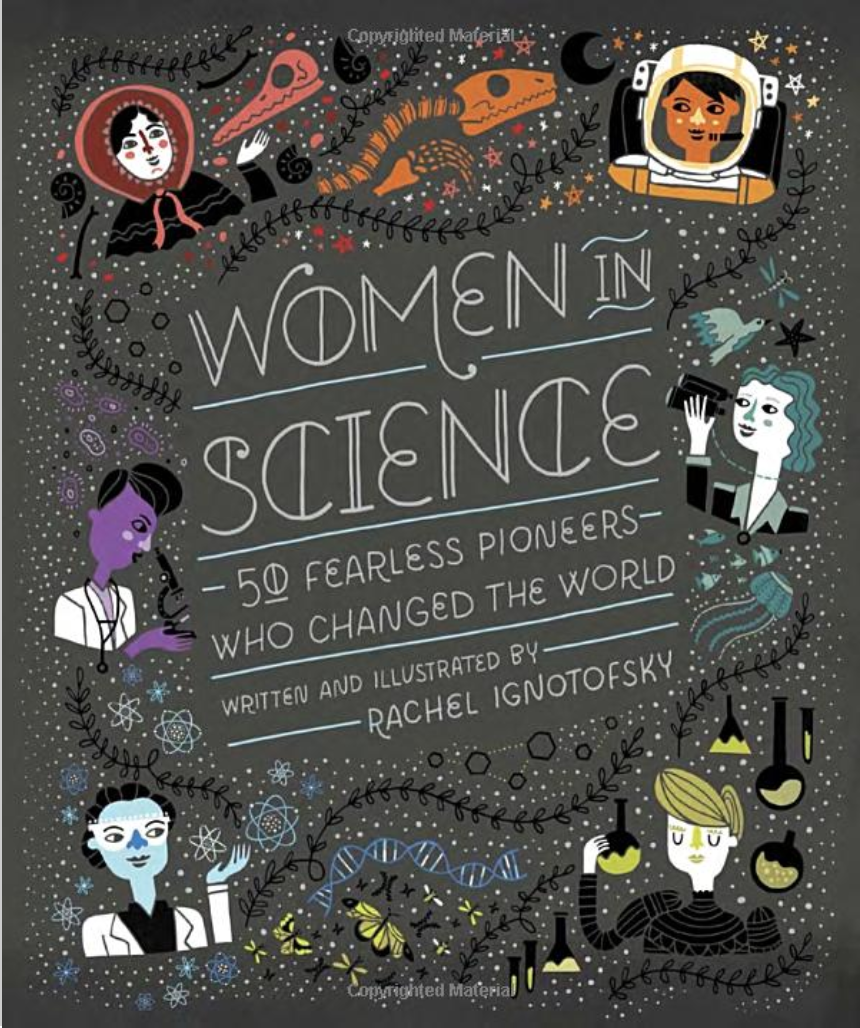 Copyrighted Material
WOMEN IN
SCIENCE
50 FEARLESS PIONEERS
WHO CHANGED THE WORLD
WRITTEN AND ILLUSTRATED BY
RACHEL IGNOTOFSKY
Copyrighted Material